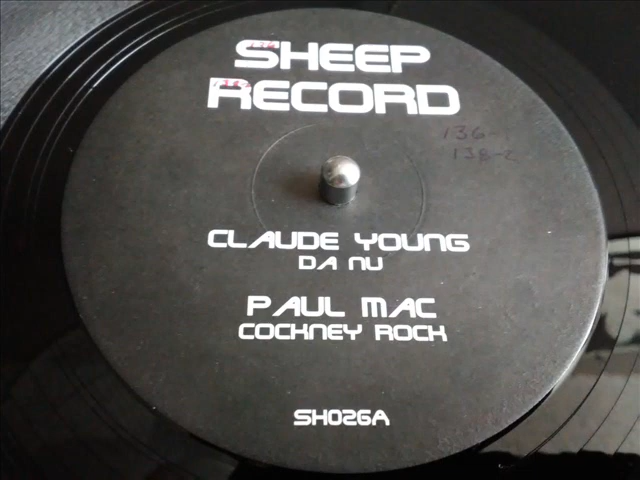 SHEEP
RECORD
136-
138-2
CLAUDE YOUNG
DA NU
PAUL MAC
COCKNEY ROCK
SH026A